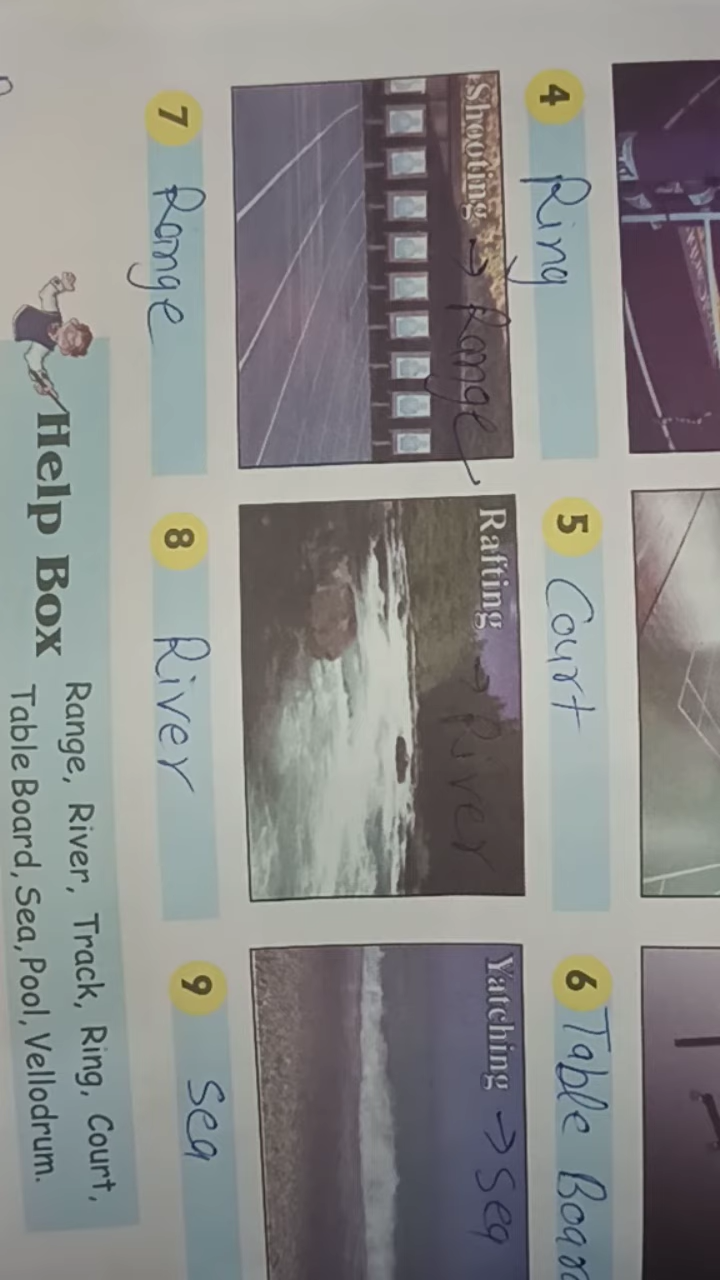 4 Ring
5 Court
6 Table Board
Shooting → Range
Rafting → River
Yatching → Sea
7 Range
8 River
9 Sea
Help Box
Range, River, Track, Ring, Court,
Table Board, Sea, Pool, Vellodrum.